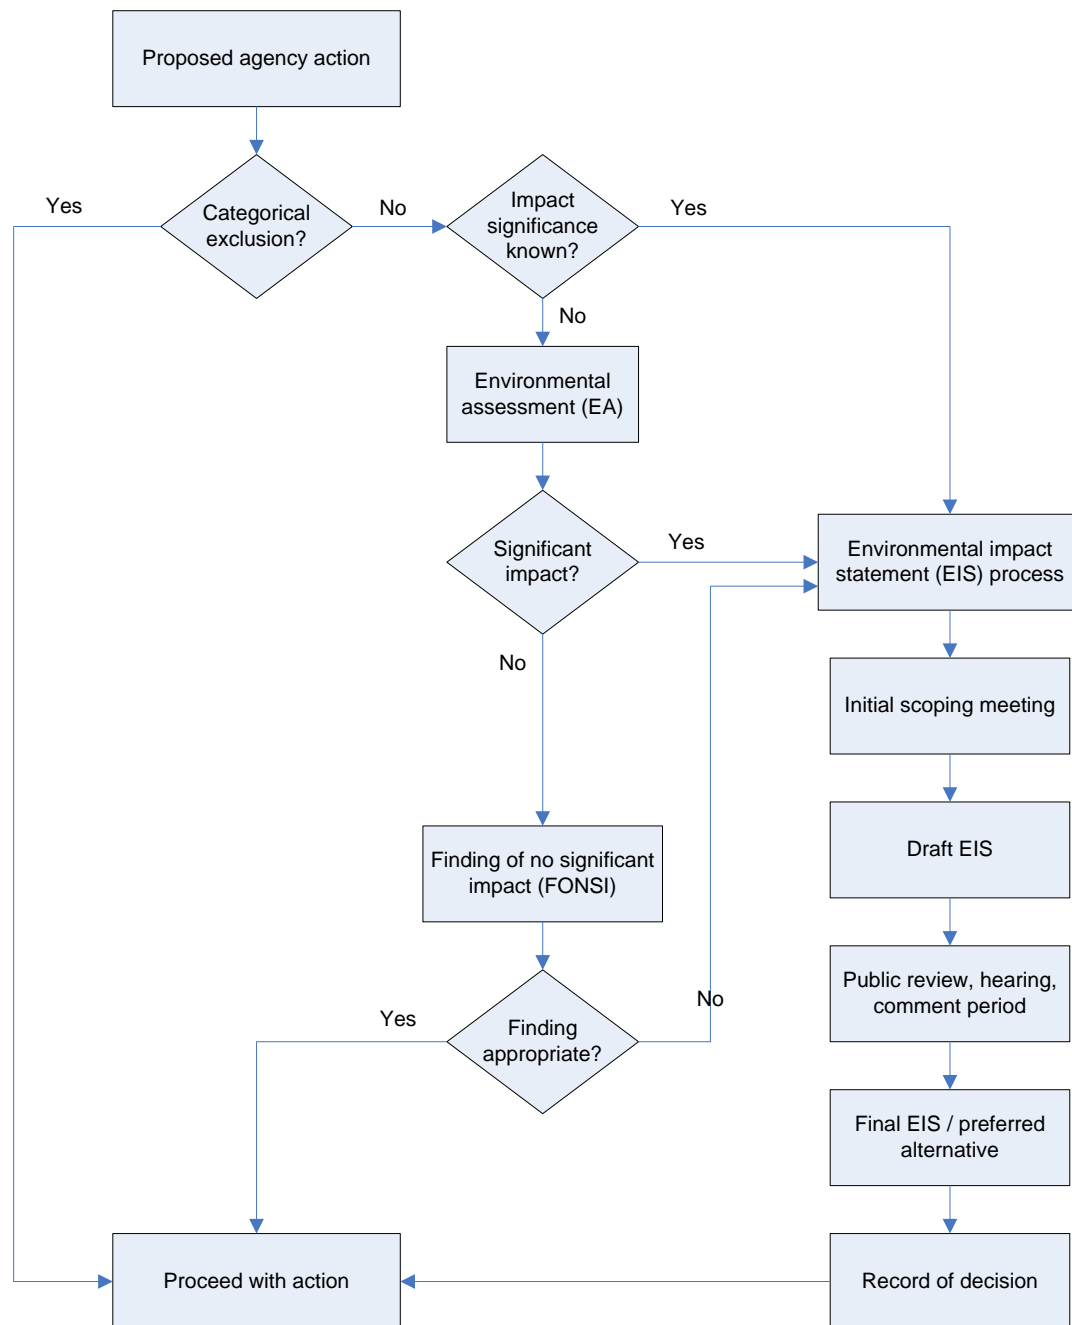 Proposed agency action
Yes
Categorical
exclusion?
No
Impact
significance
known?
Yes
No
Environmental
assessment (EA)
Significant
impact?
Yes
Environmental impact
statement (EIS) process
No
Initial scoping meeting
Draft EIS
Finding of no significant
impact (FONSI)
Public review, hearing,
comment period
Yes
Finding
appropriate?
No
Final EIS / preferred
alternative
Proceed with action
Record of decision